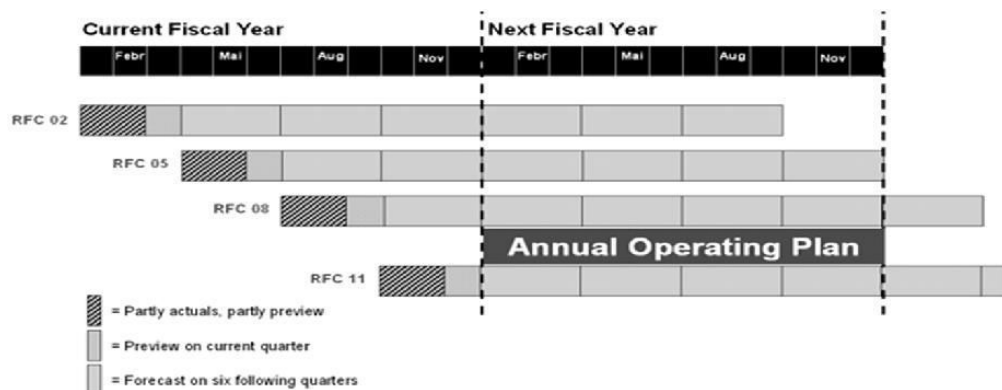 Current Fiscal Year Next Fiscal Year
Febr Mai Aug Nov Febr Mai Aug Nov
RFC 02
RFC 05
RFC 08
Annual Operating Plan
RFC 11
= Partly actuals, partly preview
= Preview on current quarter
= Forecast on six following quarters